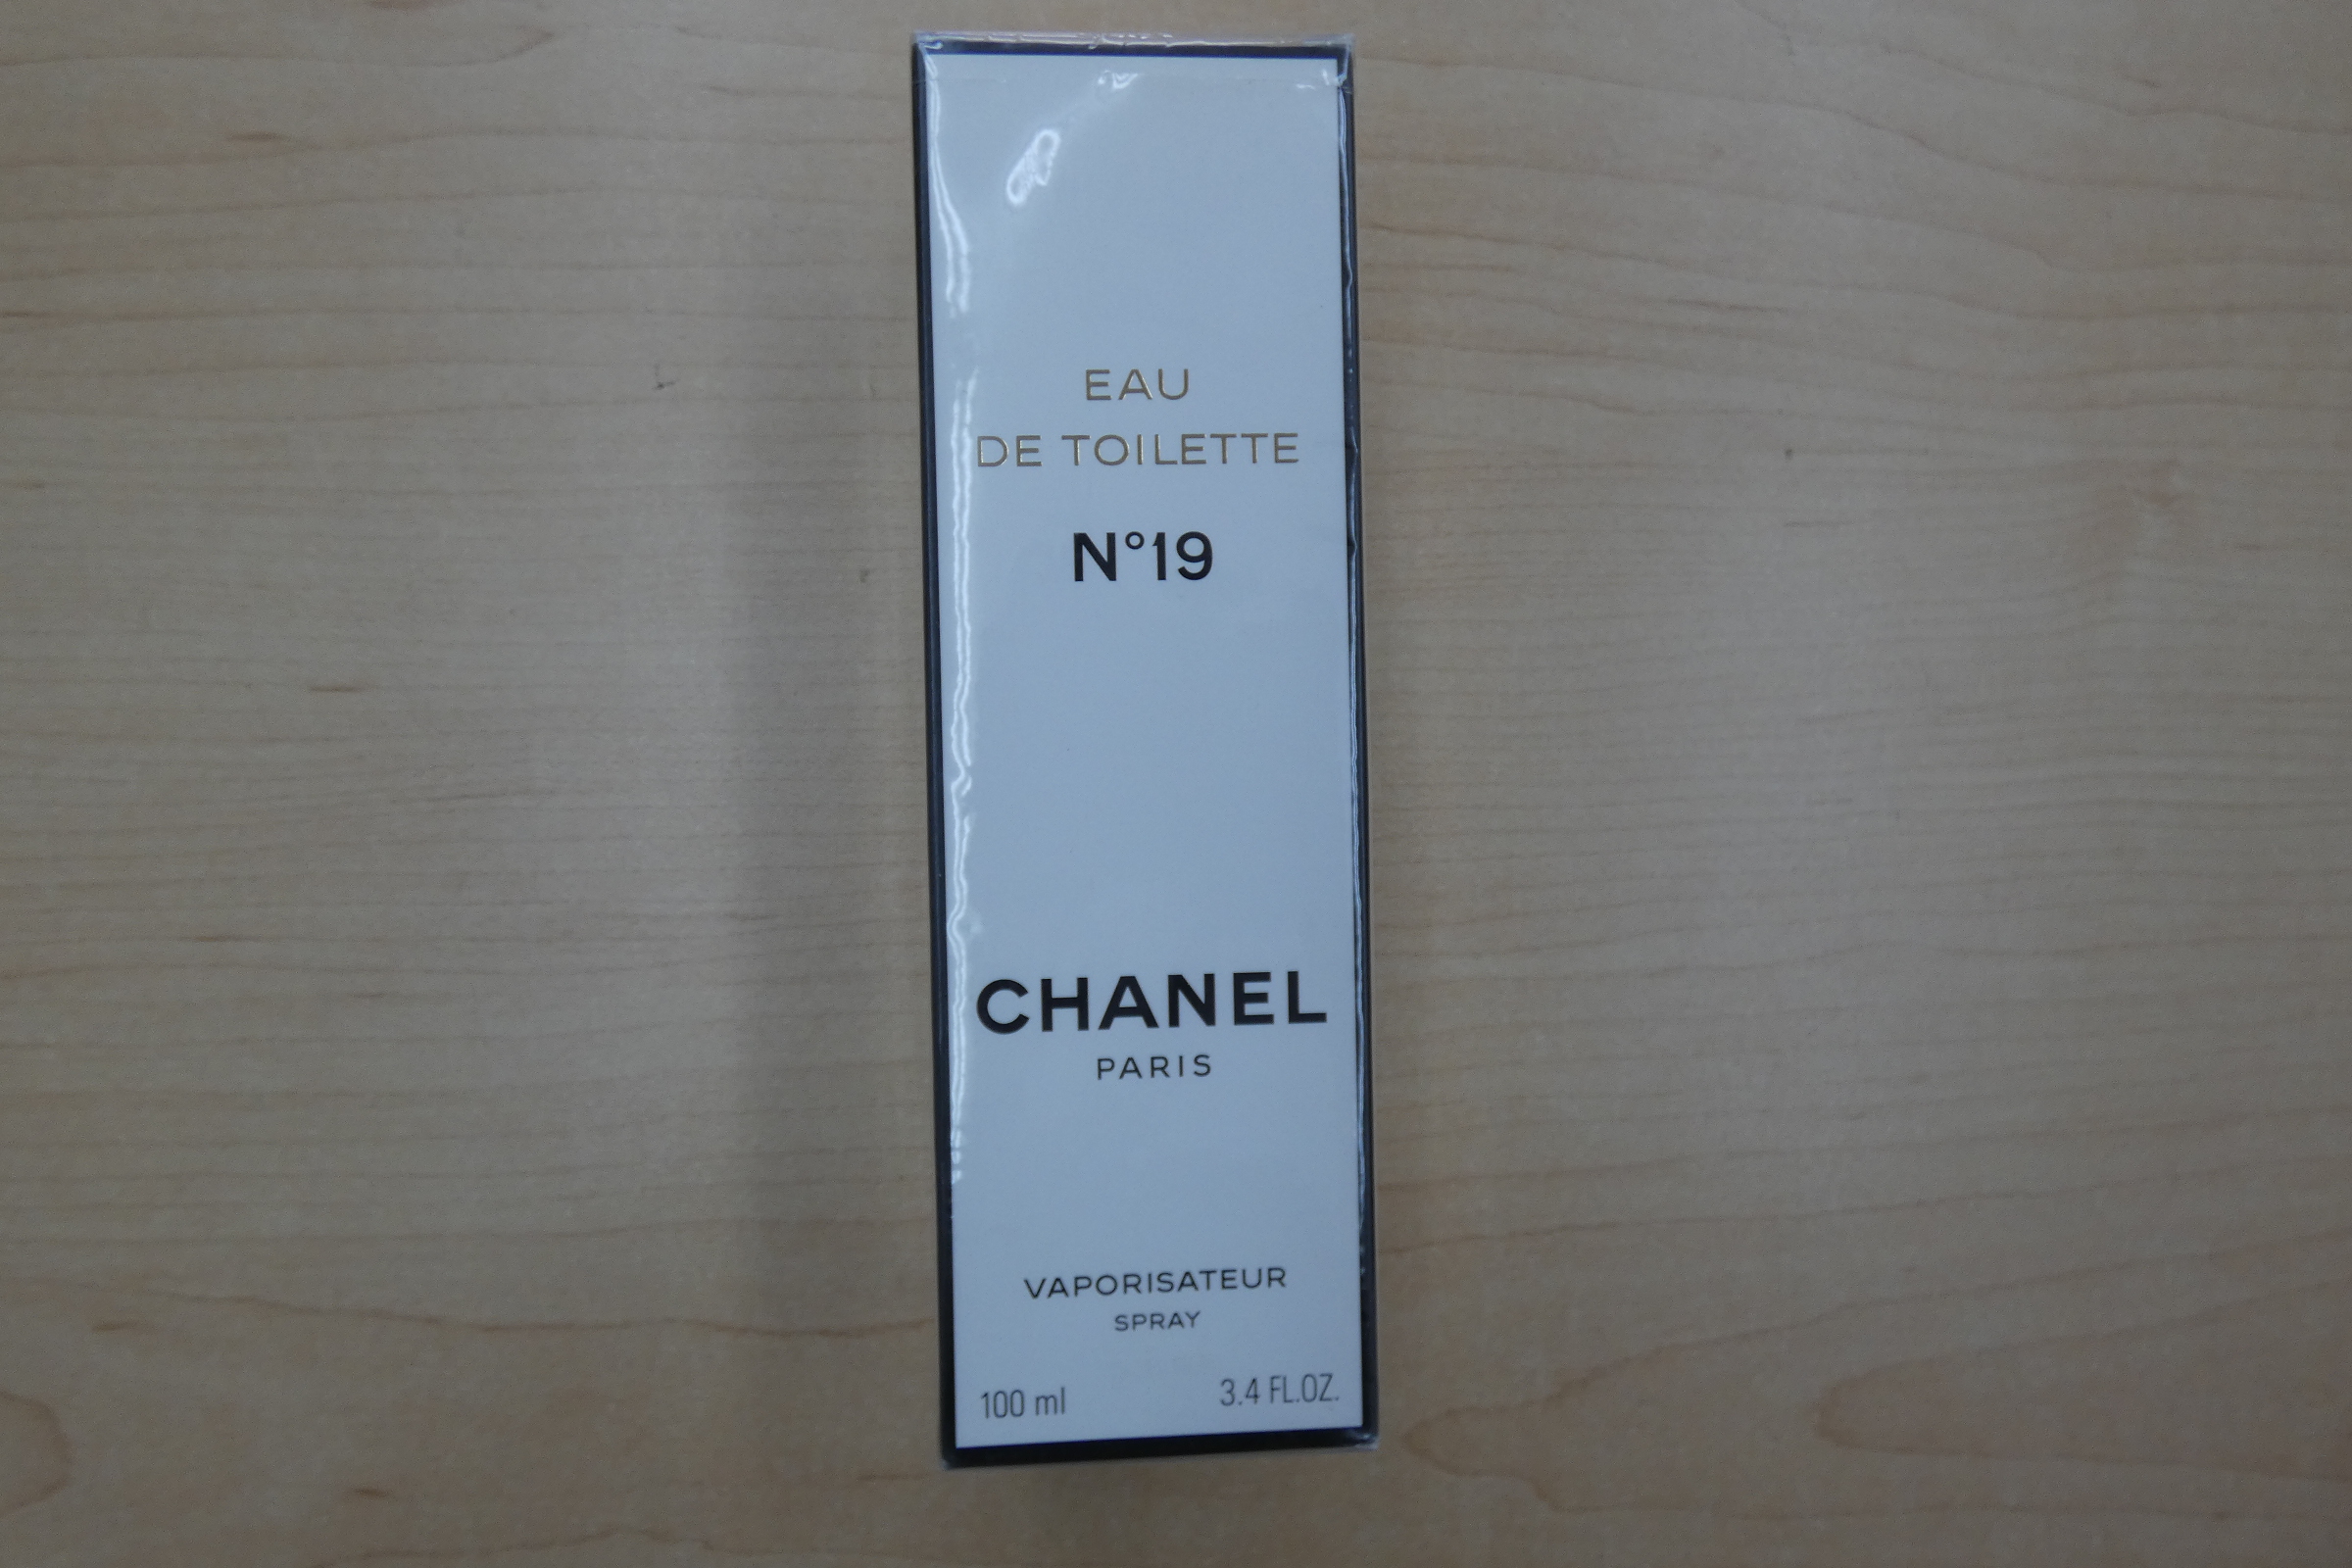 EAU
DE TOILETTE
N°19
CHANEL
PARIS
VAPORISATEUR
SPRAY
100 ml 3.4 FL.OZ.